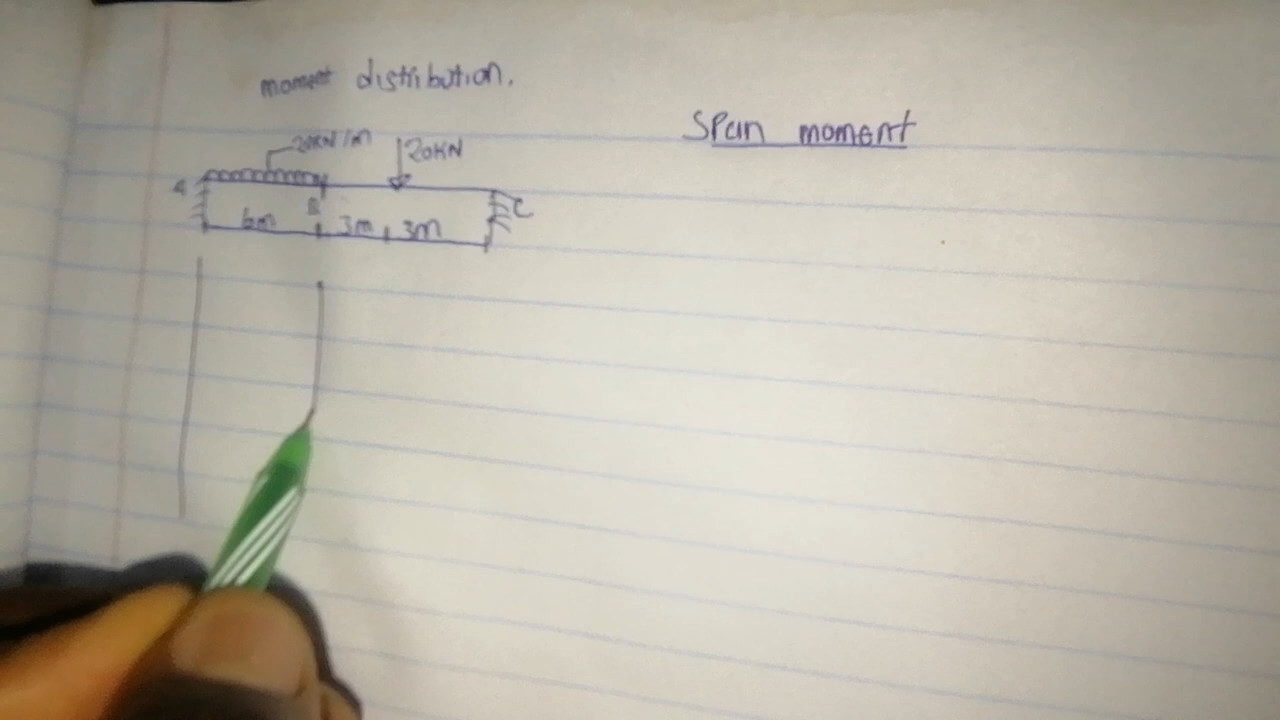 moment distribution.
Span moment
20KN/m
20KN
A
B
C
6m
3m
3m